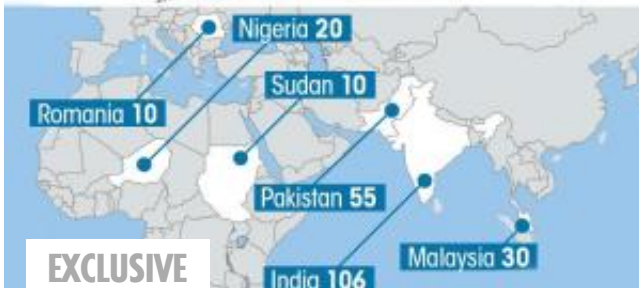 Nigeria 20
Sudan 10
Romania 10
Pakistan 55
Malaysia 30
EXCLUSIVE
India 106